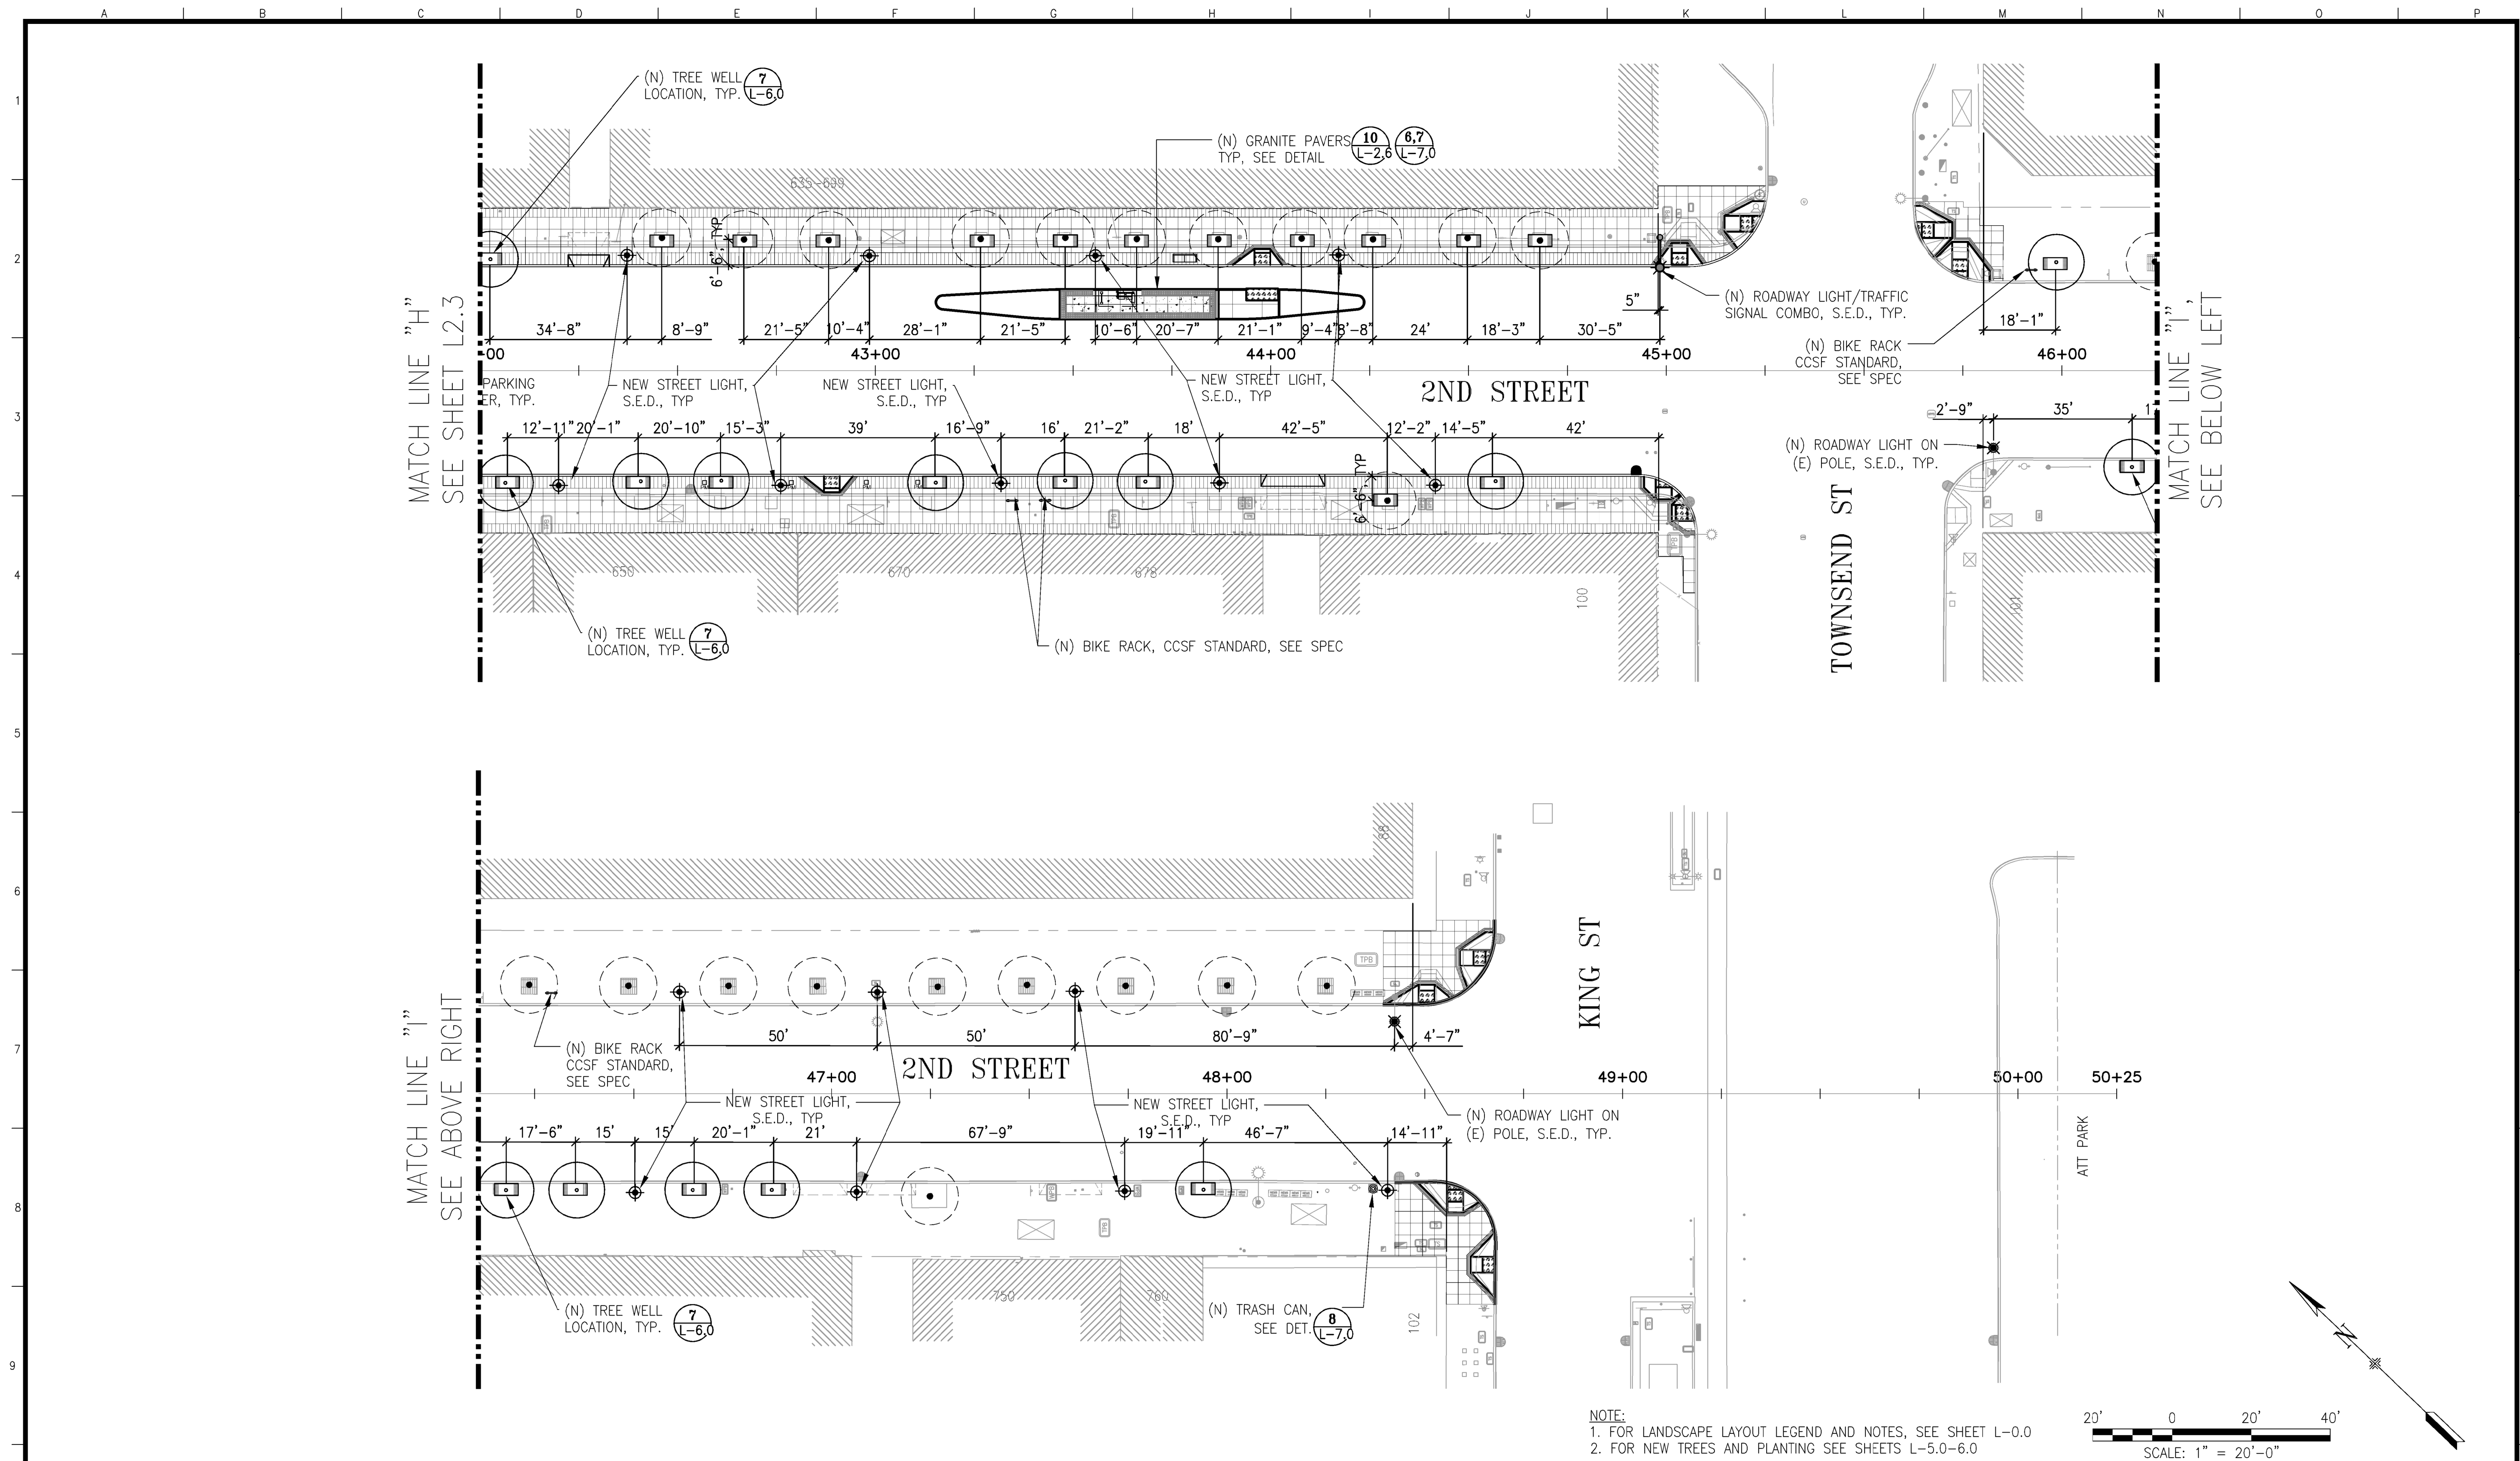 A B C D E F G H I J K L M N O P
1
2
3
4
5
6
7
8
9
(N) TREE WELL
LOCATION, TYP.
7
L-6.0
(N) GRANITE PAVERS
TYP, SEE DETAIL
10
L-2.6
6,7
L-7.0
635-699
6'-6", TYP
MATCH LINE "H"
SEE SHEET L2.3
34'-8" 8'-9" 21'-5" 10'-4" 28'-1" 21'-5" 10'-6" 20'-7" 21'-1" 9'-4" 8'-8" 24' 18'-3" 30'-5"
5"
(N) ROADWAY LIGHT/TRAFFIC
SIGNAL COMBO, S.E.D., TYP.
18'-1"
(N) BIKE RACK
CCSF STANDARD,
SEE SPEC
-00 43+00 44+00 45+00 46+00
PARKING
ER, TYP.
NEW STREET LIGHT,
S.E.D., TYP
NEW STREET LIGHT,
S.E.D., TYP
NEW STREET LIGHT,
S.E.D., TYP
2ND STREET
MATCH LINE "I",
SEE BELOW LEFT
12'-11" 20'-1" 20'-10" 15'-3" 39' 16'-9" 16' 21'-2" 18' 42'-5" 12'-2" 14'-5" 42'
2'-9" 35' 1'
(N) ROADWAY LIGHT ON
(E) POLE, S.E.D., TYP.
6'-6", TYP
TOWNSEND ST
650
670
678
100
101
(N) TREE WELL
LOCATION, TYP.
7
L-6.0
(N) BIKE RACK, CCSF STANDARD, SEE SPEC
88
TPB
KING ST
MATCH LINE "I"
SEE ABOVE RIGHT
50' 50' 80'-9" 4'-7"
(N) BIKE RACK
CCSF STANDARD,
SEE SPEC
2ND STREET
47+00 48+00 49+00 50+00 50+25
NEW STREET LIGHT,
S.E.D., TYP
NEW STREET LIGHT,
S.E.D., TYP
(N) ROADWAY LIGHT ON
(E) POLE, S.E.D., TYP.
17'-6" 15' 15' 20'-1" 21' 67'-9" 19'-11" 46'-7" 14'-11"
ATT PARK
750
760
102
(N) TREE WELL
LOCATION, TYP.
7
L-6.0
(N) TRASH CAN,
SEE DET.
8
L-7.0
N
NOTE:
1. FOR LANDSCAPE LAYOUT LEGEND AND NOTES, SEE SHEET L-0.0
2. FOR NEW TREES AND PLANTING SEE SHEETS L-5.0-6.0
20' 0 20' 40'
SCALE: 1" = 20'-0"